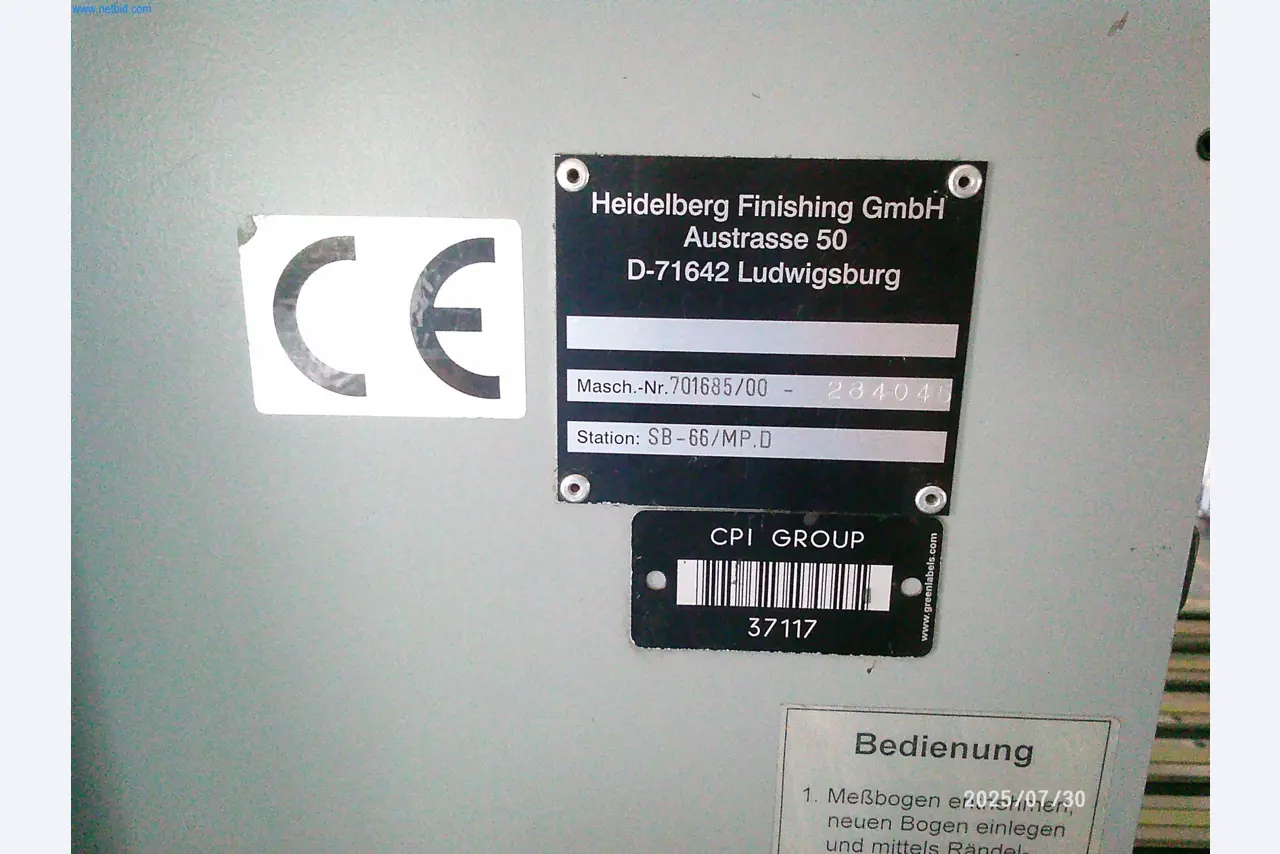 www.netbid.com
CE
Heidelberg Finishing GmbH
Austrasse 50
D-71642 Ludwigsburg
Masch.-Nr. 701685/00 - 284045
Station: SB-66/MP.D
CPI GROUP
37117
www.greenlabels.com
Bedienung
1. Meßbogen entnehmen,
2025/07/30
neuen Bogen einlegen
und mittels Rändel-